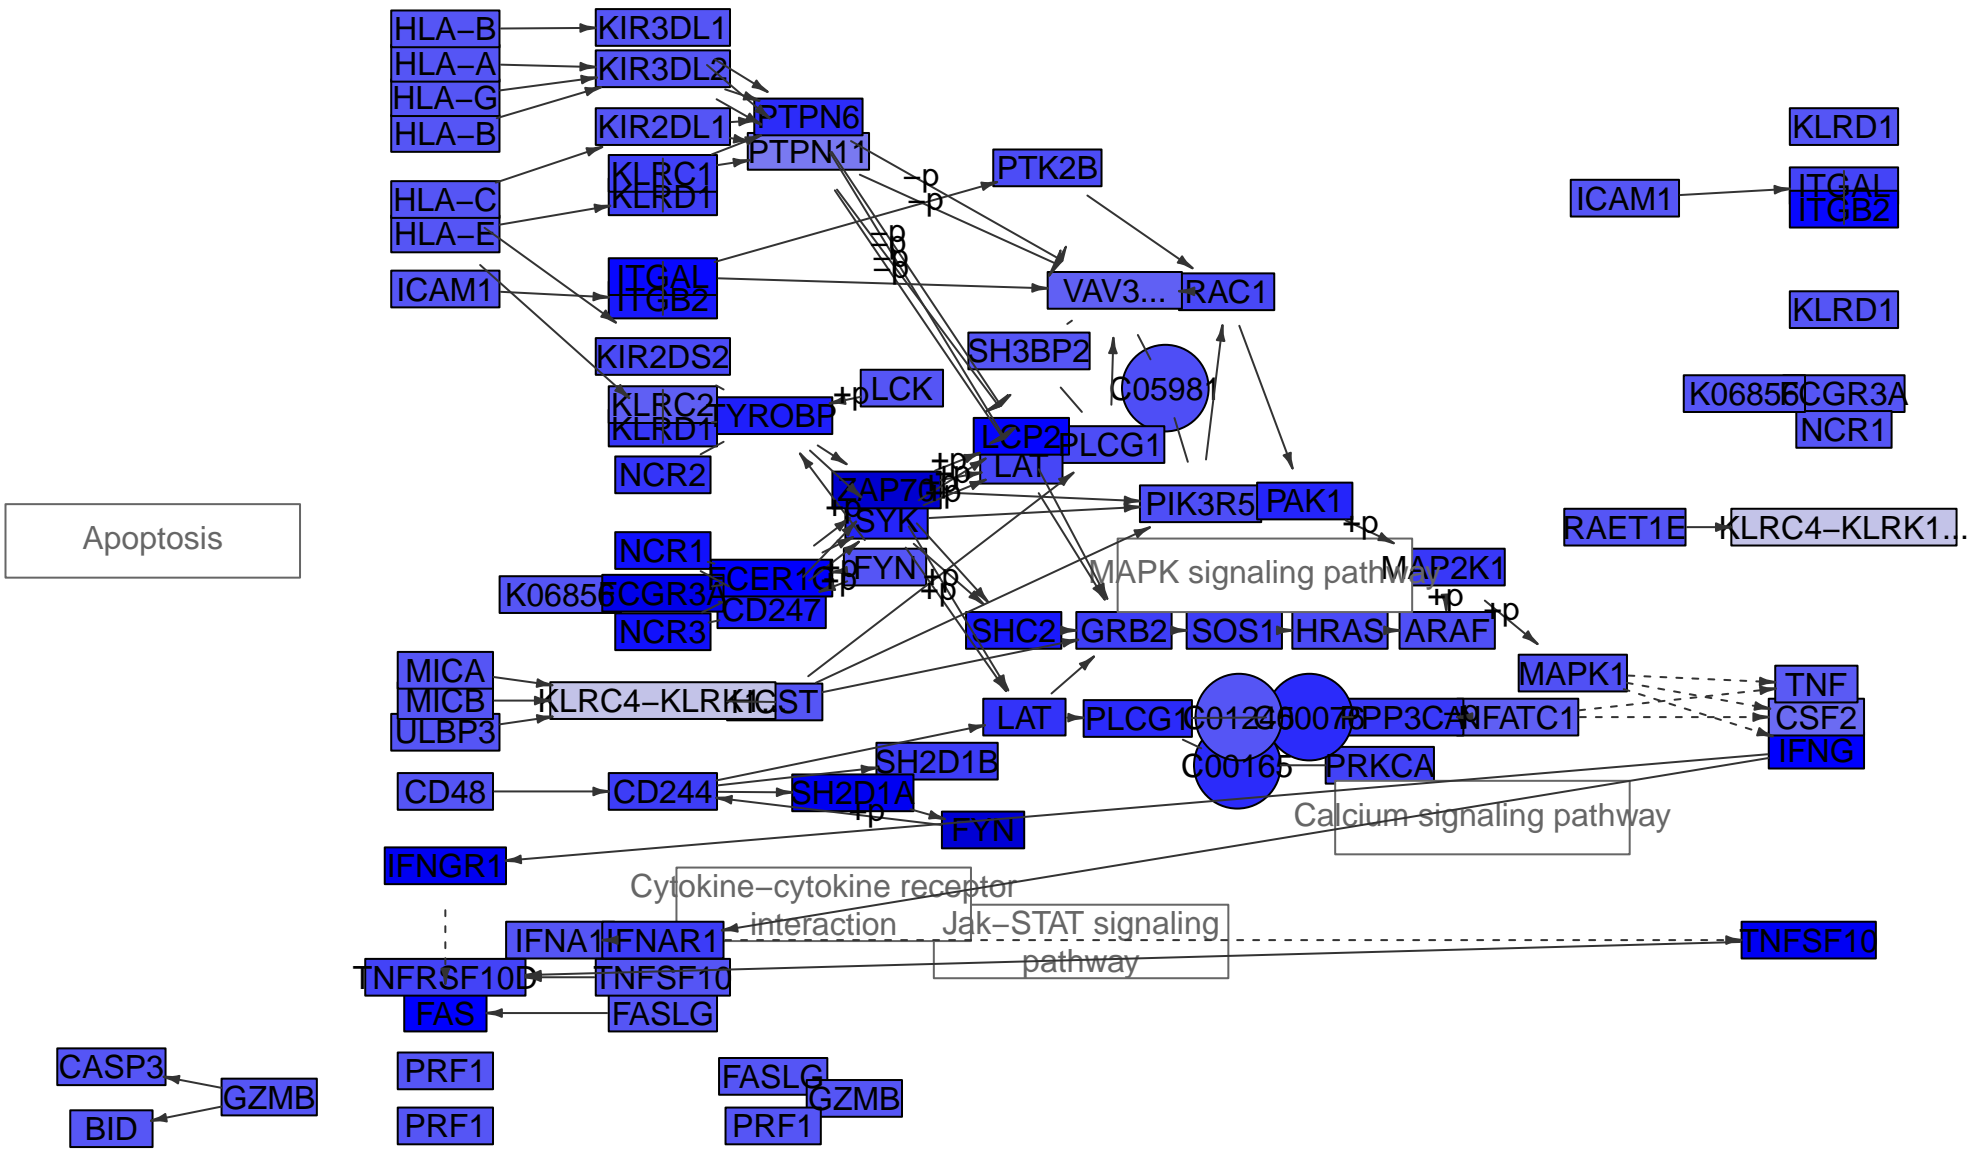 HLA−B
KIR3DL1
HLA−A
KIR3DL2
HLA−G
HLA−B
KIR2DL1
PTPN6
PTPN11
KLRC1
KLRD1
PTK2B
KLRD1
HLA−C
HLA−E
−p
−p
ICAM1
ITGAL
ITGB2
−p
−p
−p
−p
ICAM1
ITGAL
ITGB2
VAV3...
RAC1
KLRD1
KIR2DS2
SH3BP2
C05981
KLRC2
KLRD1
TYROBP
+p
LCK
K06856
FCGR3A
NCR1
LCP2
PLCG1
LAT
NCR2
+p
+p
+p
+p
ZAP70
SYK
+p
PIK3R5
PAK1
+p
RAET1E
KLRC4−KLRK1...
Apoptosis
NCR1
FCER1G
FYN
+p
+p
+p
+p
MAPK signaling pathway
MAP2K1
K06856
FCGR3A
CD247
NCR3
SHC2
GRB2
SOS1
HRAS
ARAF
+p
+p
MICA
MICB
ULBP3
KLRC4−KLRK1...
HCST
MAPK1
TNF
CSF2
IFNG
LAT
PLCG1
C01245
C00076
PPP3CA
−p
NFATC1
C00165
PRKCA
SH2D1B
CD48
CD244
SH2D1A
+p
FYN
Calcium signaling pathway
IFNGR1
Cytokine−cytokine receptor
interaction
Jak−STAT signaling
pathway
IFNA1
IFNAR1
TNFSF10
TNFRSF10D
TNFSF10
FAS
FASLG
CASP3
GZMB
BID
PRF1
PRF1
FASLG
GZMB
PRF1